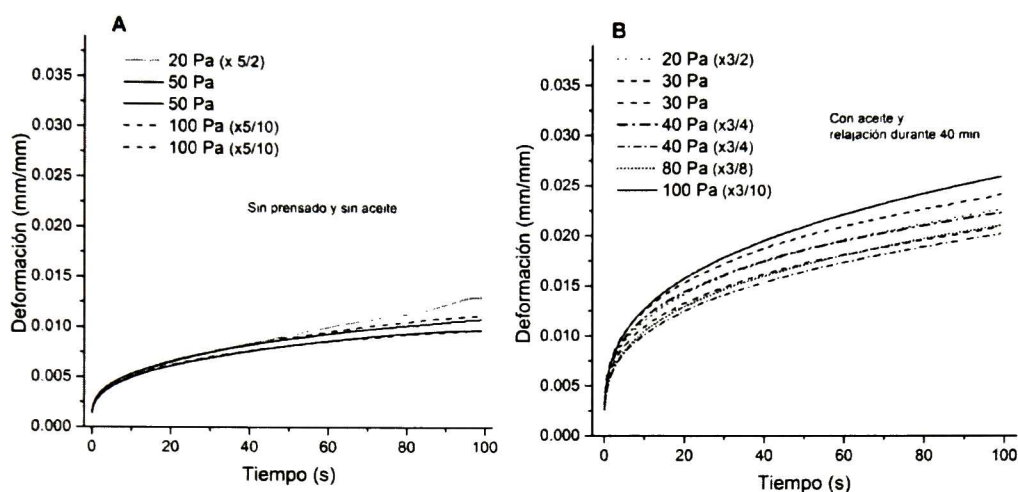 A
20 Pa (x 5/2)
50 Pa
50 Pa
100 Pa (x5/10)
100 Pa (x5/10)
Sin prensado y sin aceite
Deformación (mm/mm)
0.035
0.030
0.025
0.020
0.015
0.010
0.005
0.000
0 20 40 60 80 100
Tiempo (s)
B
20 Pa (x3/2)
30 Pa
30 Pa
40 Pa (x3/4)
40 Pa (x3/4)
80 Pa (x3/8)
100 Pa (x3/10)
Con aceite y
relajación durante 40 min
Deformación (mm/mm)
0.035
0.030
0.025
0.020
0.015
0.010
0.005
0.000
0 20 40 60 80 100
Tiempo (s)